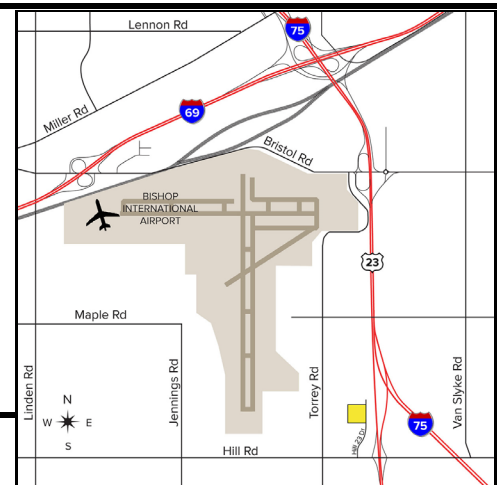 Lennon Rd
75
69
Miller Rd
Bristol Rd
BISHOP
INTERNATIONAL
AIRPORT
23
Maple Rd
Linden Rd
Jennings Rd
Torrey Rd
Van Slyke Rd
N
W E
S
Hill 23 Dr
75
Hill Rd